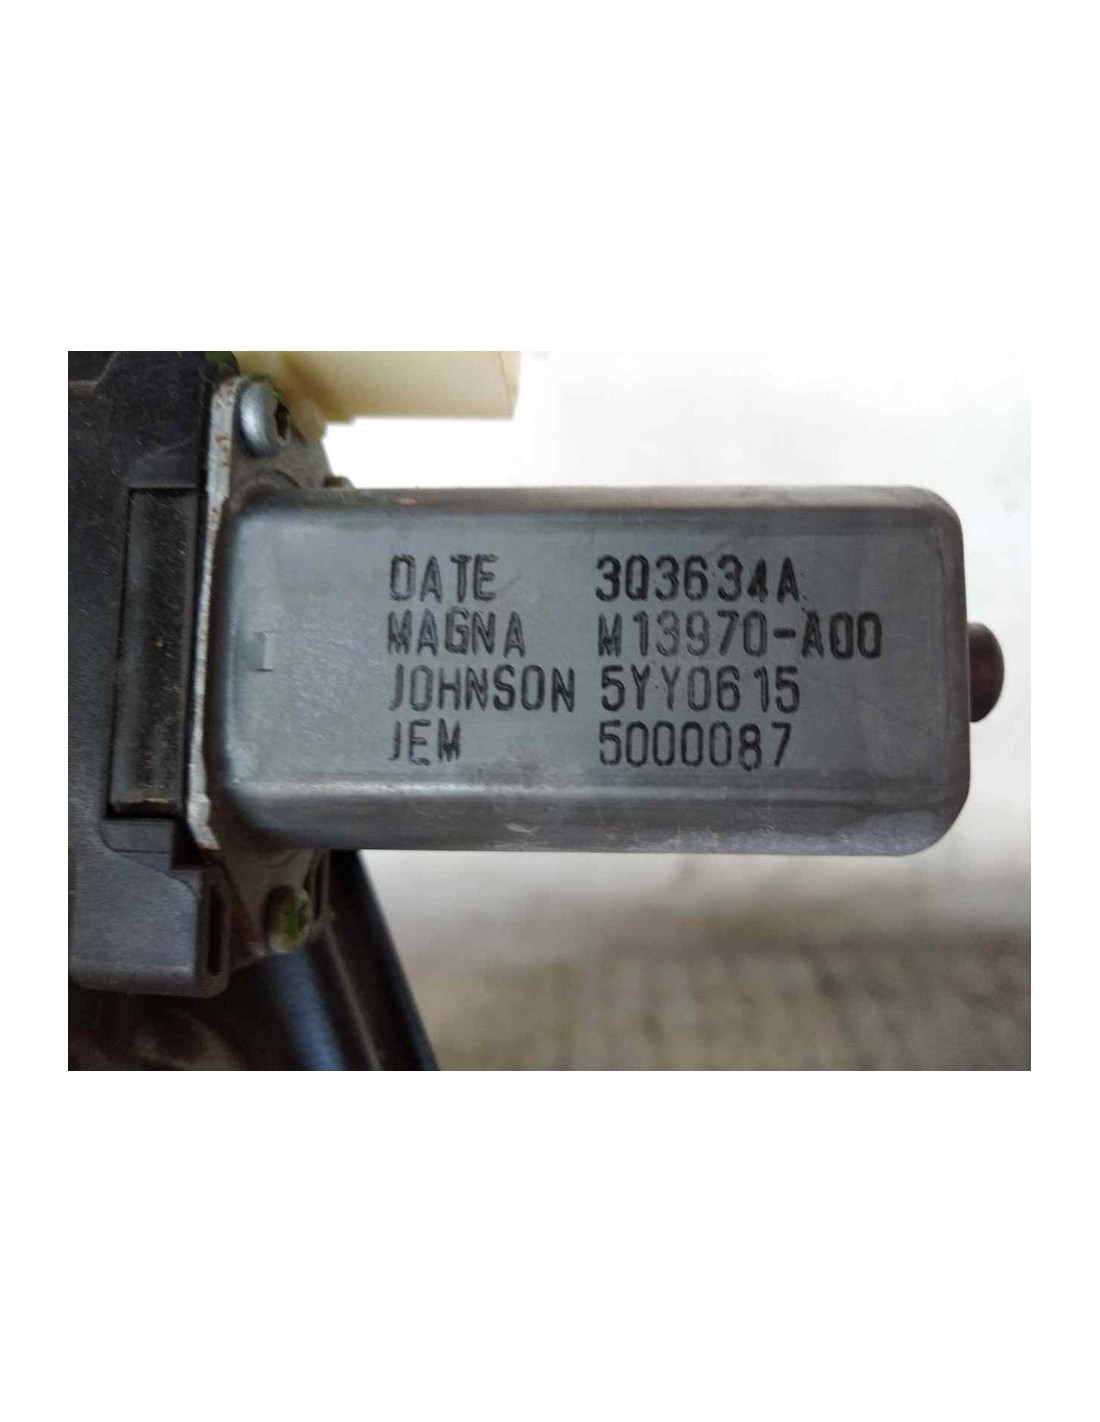 DATE 3Q3634A
MAGNA M13970-A00
JOHNSON 5YY0615
JEM 5000087